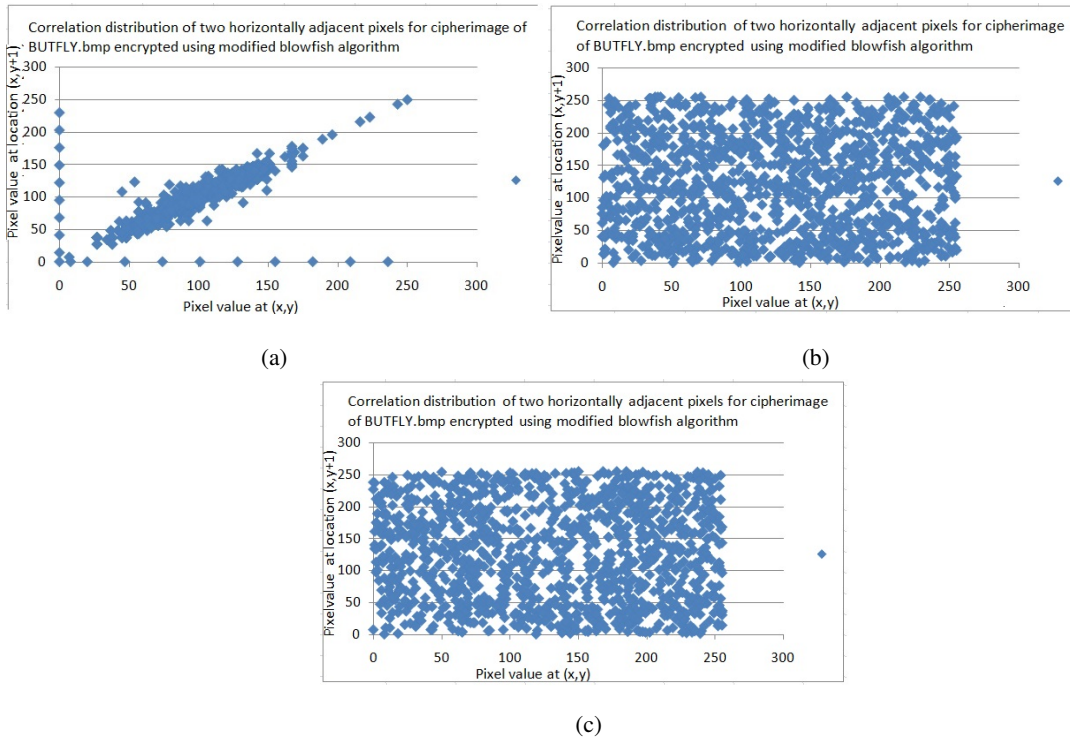 Correlation distribution of two horizontally adjacent pixels for cipherimage of
BUTFLY.bmp encrypted using modified blowfish algorithm
Pixel value at location (x,y+1)
300
250
200
150
100
50
0
0 50 100 150 200 250 300
Pixel value at (x,y)
(a)
Correlation distribution of two horizontally adjacent pixels for cipherimage
of BUTFLY.bmp encrypted using modified blowfish algorithm
Pixelvalue at location (x,y+1)
300
250
200
150
100
50
0
0 50 100 150 200 250 300
Pixel value at (x,y)
(b)
Correlation distribution of two horizontally adjacent pixels for cipherimage
of BUTFLY.bmp encrypted using modified blowfish algorithm
Pixelvalue at location (x,y+1)
300
250
200
150
100
50
0
0 50 100 150 200 250 300
Pixel value at (x,y)
(c)